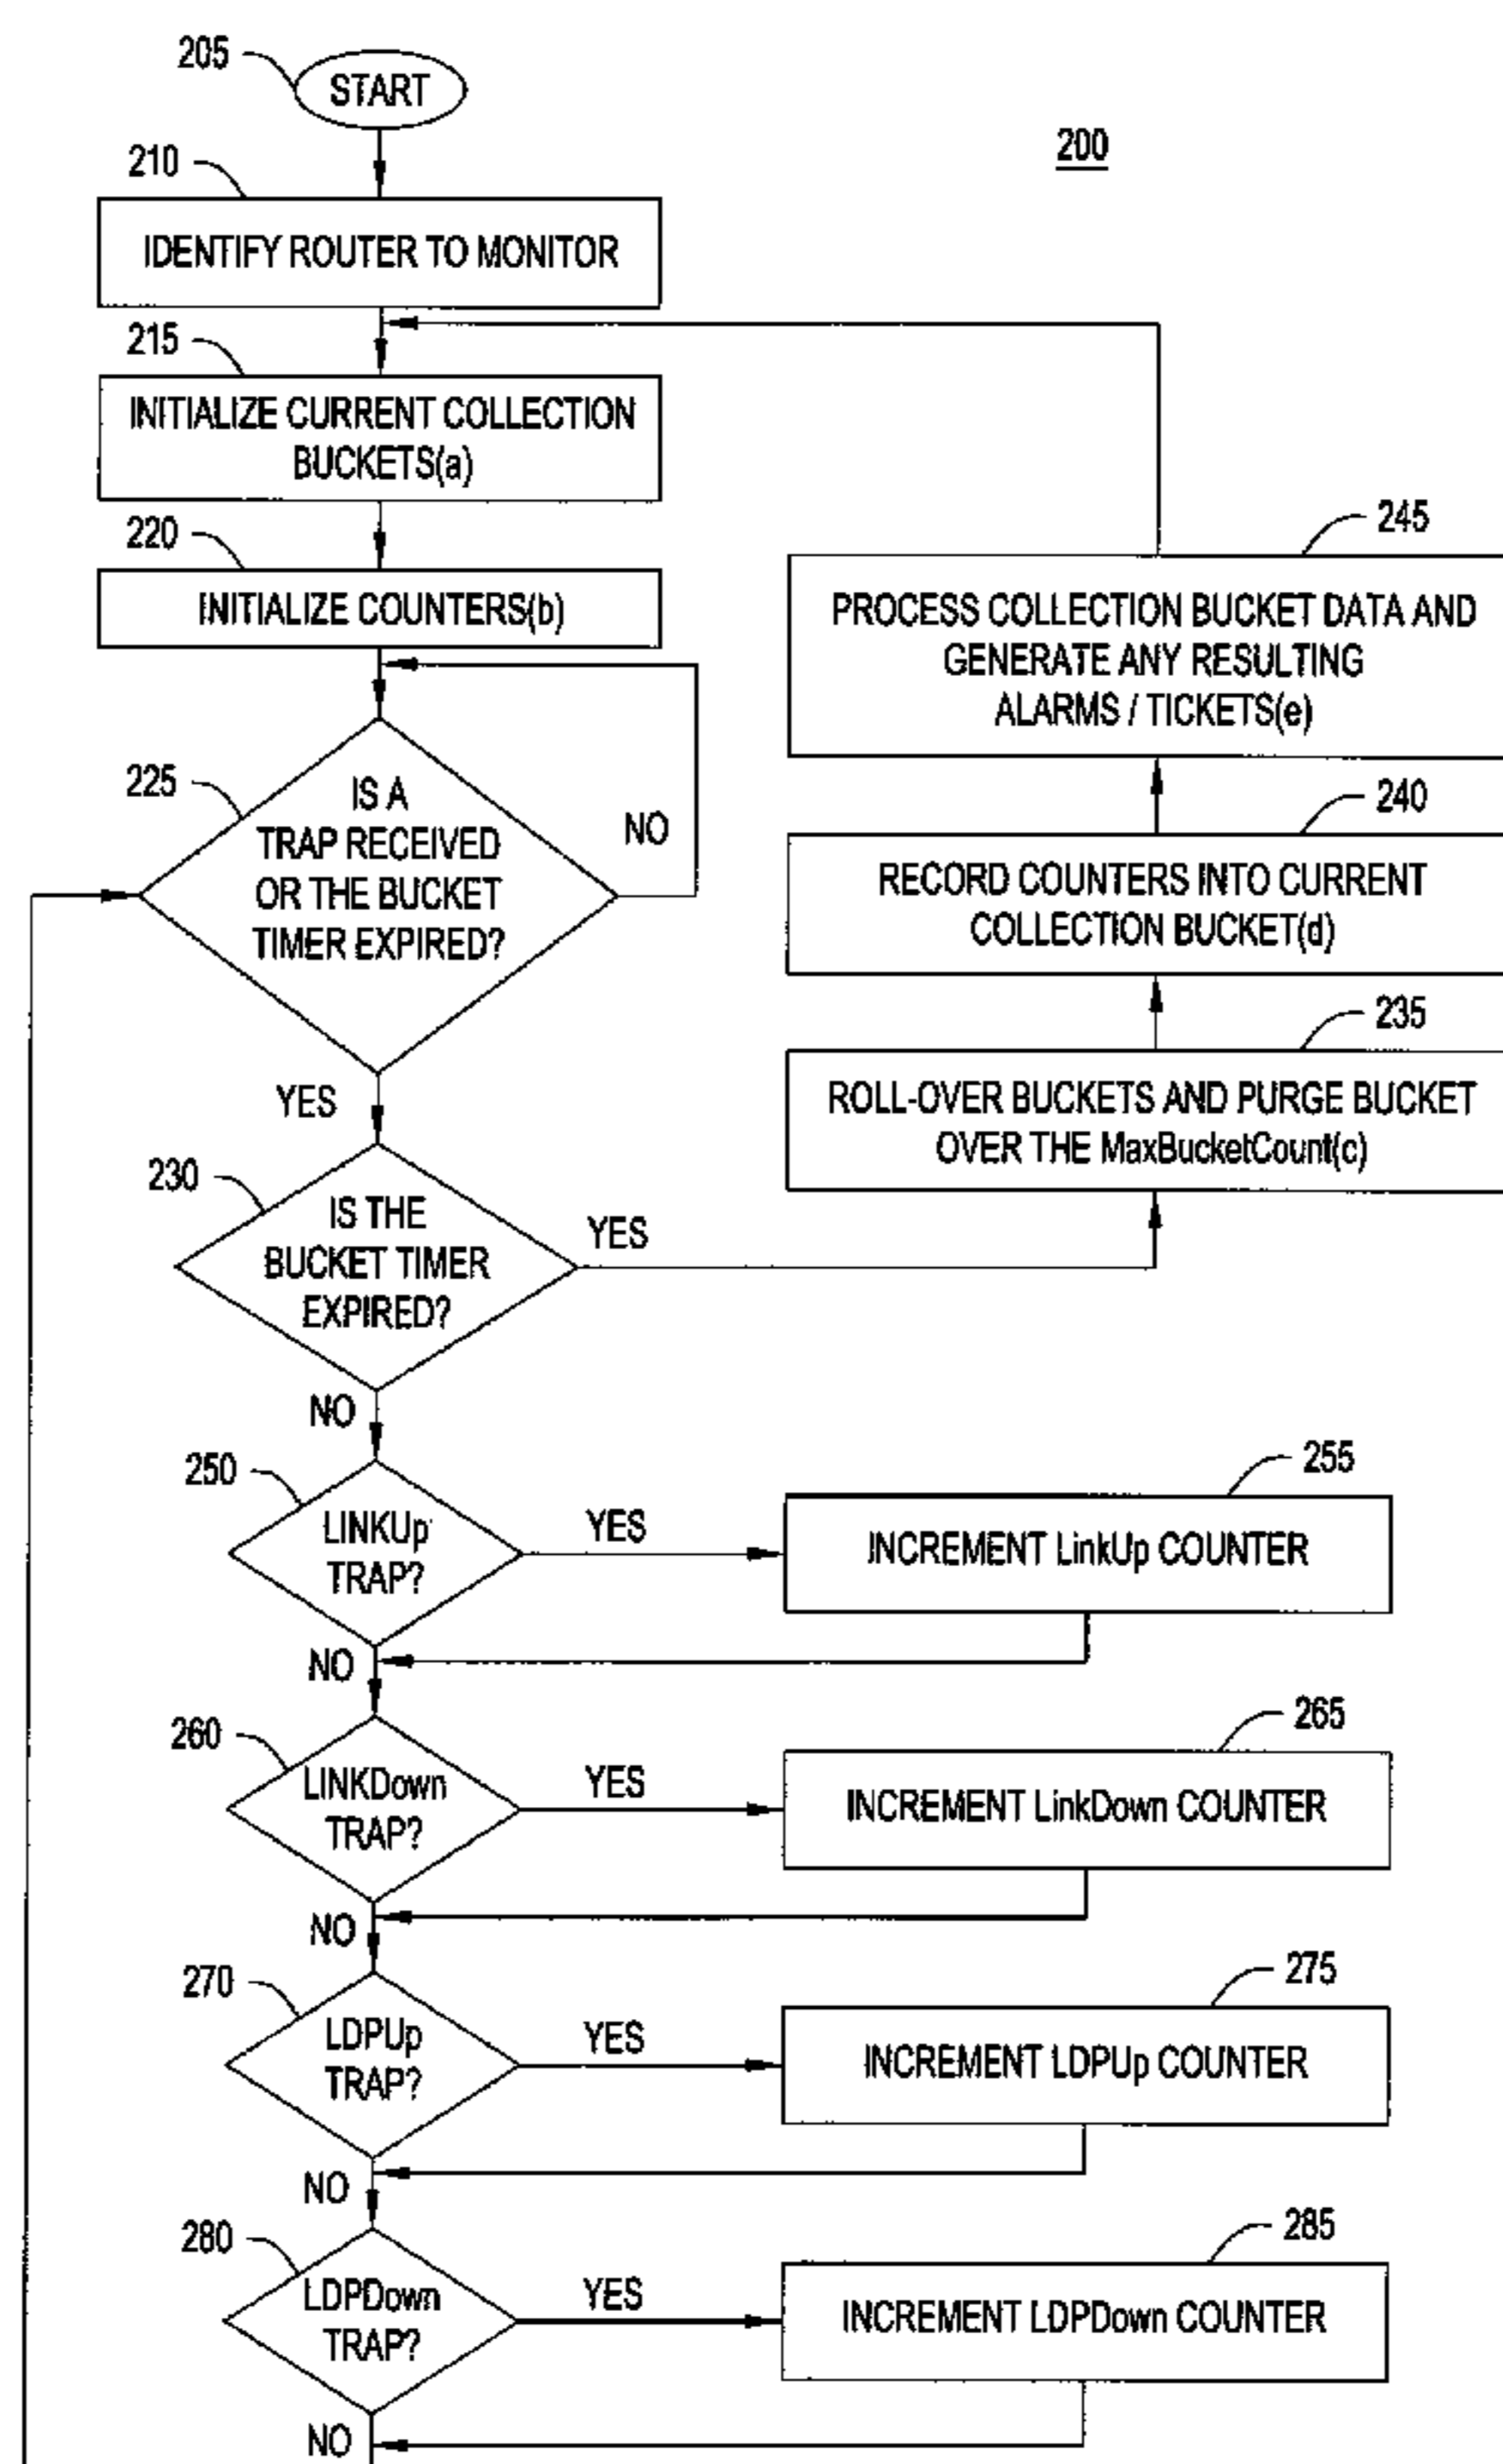 205
START
200
210
IDENTIFY ROUTER TO MONITOR
215
INITIALIZE CURRENT COLLECTION
BUCKETS(a)
220
INITIALIZE COUNTERS(b)
245
PROCESS COLLECTION BUCKET DATA AND
GENERATE ANY RESULTING
ALARMS / TICKETS(e)
225
IS A
TRAP RECEIVED
OR THE BUCKET
TIMER EXPIRED?
NO
240
RECORD COUNTERS INTO CURRENT
COLLECTION BUCKET(d)
235
ROLL-OVER BUCKETS AND PURGE BUCKET
OVER THE MaxBucketCount(c)
YES
230
IS THE
BUCKET TIMER
EXPIRED?
YES
NO
250
LINKUp
TRAP?
YES
255
INCREMENT LinkUp COUNTER
NO
260
LINKDown
TRAP?
YES
265
INCREMENT LinkDown COUNTER
NO
270
LDPUp
TRAP?
YES
275
INCREMENT LDPUp COUNTER
NO
280
LDPDown
TRAP?
YES
285
INCREMENT LDPDown COUNTER
NO